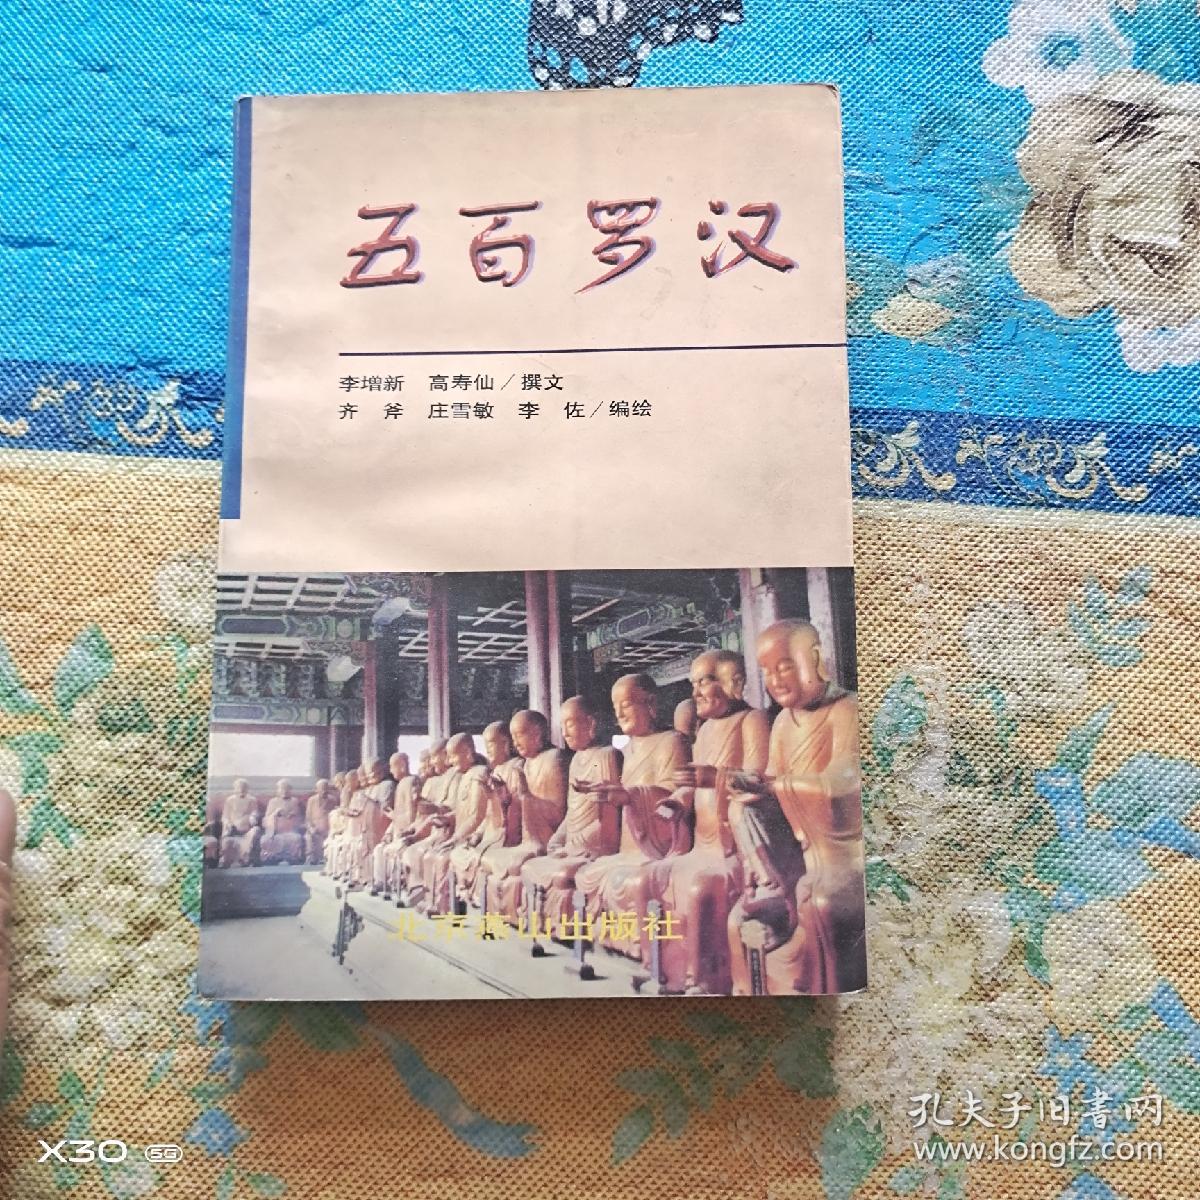 五百罗汉
李增新 高寿仙／撰文
齐 斧 庄雪敏 李 佐／编绘
北京燕山出版社
X30 5G
孔夫子旧书网
www.kongfz.com